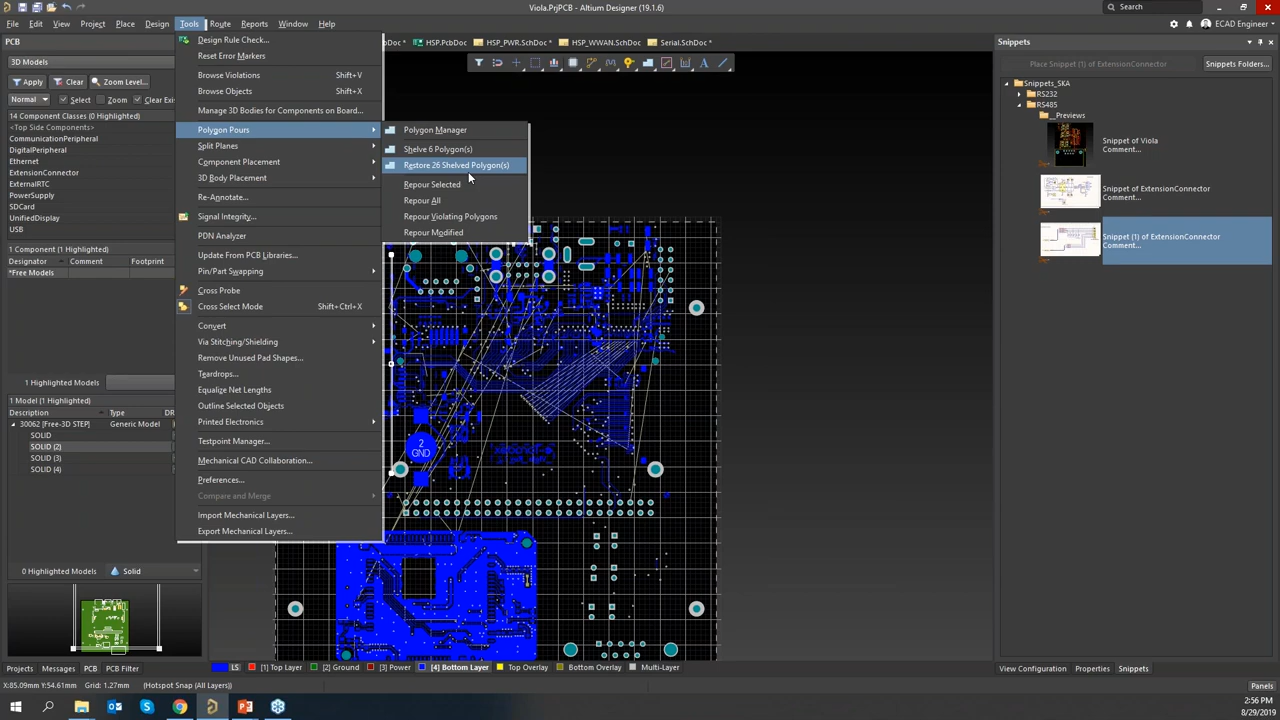 Viola.PrjPCB - Altium Designer (19.1.6)
Search
File Edit View Project Place Design Tools Route Reports Window Help
ECAD Engineer
PCB
3D Models
Apply Clear Zoom Level...
Normal Select Zoom Clear Exi
14 Component Classes (0 Highlighted)
<Top Side Components>
CommunicationPeripheral
DigitalPeripheral
Ethernet
ExtensionConnector
ExternalRTC
PowerSupply
SDCard
UnifiedDisplay
USB
1 Component (1 Highlighted)
Designator Comment Footprint
*Free Models
1 Highlighted Models
1 Model (1 Highlighted)
Description Type DR
30062 [Free-3D STEP] Generic Model
SOLID
SOLID (2)
SOLID (3)
SOLID (4)
0 Highlighted Models Solid
Projects Messages PCB PCB Filter
Design Rule Check...
Reset Error Markers
Browse Violations Shift+V
Browse Objects Shift+X
Manage 3D Bodies for Components on Board...
Polygon Pours
Split Planes
Component Placement
3D Body Placement
Re-Annotate...
Signal Integrity...
PDN Analyzer
Update From PCB Libraries...
Pin/Part Swapping
Cross Probe
Cross Select Mode Shift+Ctrl+X
Convert
Via Stitching/Shielding
Remove Unused Pad Shapes...
Teardrops...
Equalize Net Lengths
Outline Selected Objects
Printed Electronics
Testpoint Manager...
Mechanical CAD Collaboration...
Preferences...
Compare and Merge
Import Mechanical Layers...
Export Mechanical Layers...
Polygon Manager
Shelve 6 Polygon(s)
Restore 26 Shelved Polygon(s)
Repour Selected
Repour All
Repour Violating Polygons
Repour Modified
bDoc * HSP.PcbDoc HSP_PWR.SchDoc * HSP_WWAN.SchDoc * Serial.SchDoc *
2
GND
LS [1] Top Layer [2] Ground [3] Power [4] Bottom Layer Top Overlay Bottom Overlay Multi-Layer
Snippets
Place Snippet (1) of ExtensionConnector Snippets Folders...
Snippets_SKA
RS232
RS485
__Previews
Snippet of Viola
Comment...
Snippet of ExtensionConnector
Comment...
Snippet (1) of ExtensionConnector
Comment...
View Configuration Properties Snippets
X:85.09mm Y:54.61mm Grid: 1.27mm (Hotspot Snap (All Layers))
Panels
2:56 PM
8/29/2019